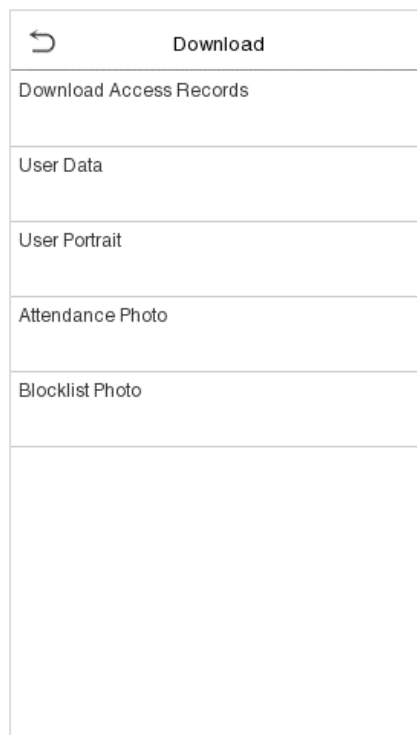 Download
Download Access Records
User Data
User Portrait
Attendance Photo
Blocklist Photo